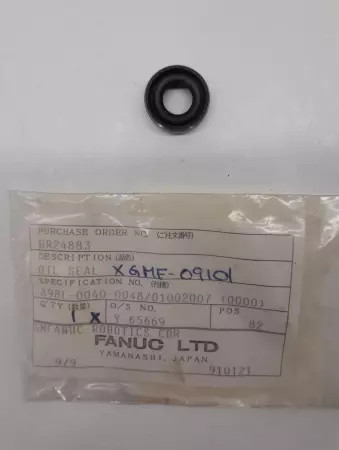 PURCHASE ORDER NO. (ご注文番号)
BR24883
DESCRIPTION (品名)
OIL SEAL XGMF-09101
SPECIFICATION NO. (仕様)
A98L-0040-0048/01002007 (0000)
Q'TY (数量) O/S NO. POS
1 X Y 65669 82
GMFANUC ROBOTICS COR
FANUC LTD
YAMANASHI, JAPAN
9/9 910121